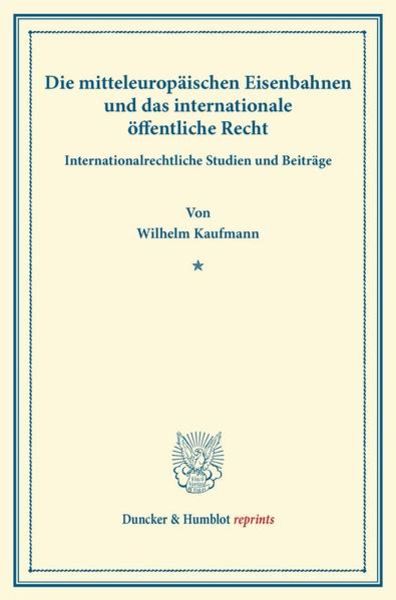 Die mitteleuropäischen Eisenbahnen
und das internationale
öffentliche Recht
Internationalrechtliche Studien und Beiträge
Von
Wilhelm Kaufmann
Duncker & Humblot reprints